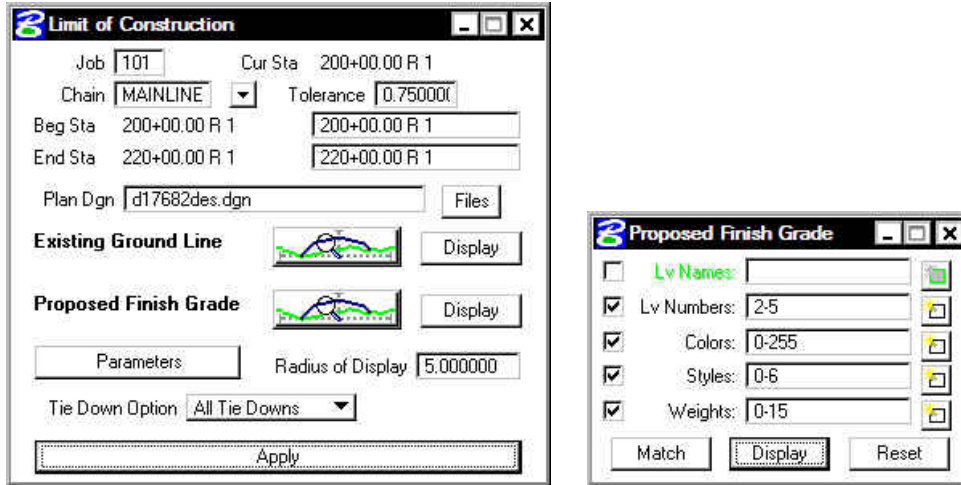 Limit of Construction
Job 101 Cur Sta 200+00.00 R 1
Chain MAINLINE Tolerance 0.75000(
Beg Sta 200+00.00 R 1 200+00.00 R 1
End Sta 220+00.00 R 1 220+00.00 R 1
Plan Dgn d17682des.dgn Files
Existing Ground Line Display
Proposed Finish Grade Display
Parameters Radius of Display 5.000000
Tie Down Option All Tie Downs
Apply
Proposed Finish Grade
Lv Names:
Lv Numbers: 2-5
Colors: 0-255
Styles: 0-6
Weights: 0-15
Match Display Reset